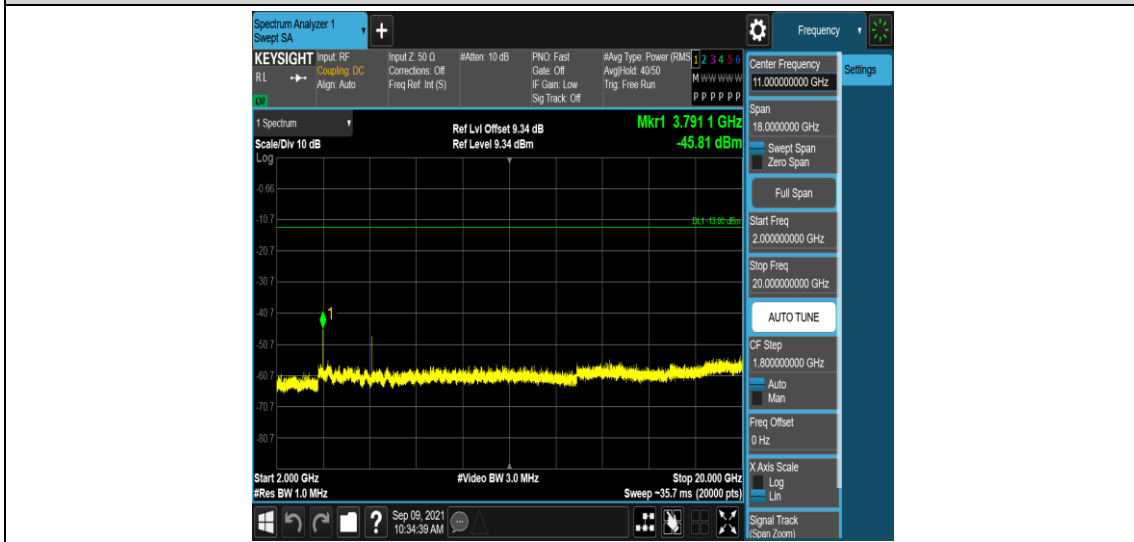 Spectrum Analyzer 1
Swept SA
+
Frequency
KEYSIGHT
RL
LXI
Input: RF
Coupling: DC
Align: Auto
Input Z: 50 Ω
Corrections: Off
Freq Ref: Int (S)
#Atten: 10 dB
PNO: Fast
Gate: Off
IF Gain: Low
Sig Track: Off
#Avg Type: Power (RMS
Avg|Hold: 40/50
Trig: Free Run
1 2 3 4 5 6
M W W W W W
P P P P P P
Center Frequency
11.000000000 GHz
Settings
Span
18.0000000 GHz
Swept Span
Zero Span
Full Span
Start Freq
2.000000000 GHz
Stop Freq
20.000000000 GHz
AUTO TUNE
CF Step
1.800000000 GHz
Auto
Man
Freq Offset
0 Hz
X Axis Scale
Log
Lin
Signal Track
(Span Zoom)
1 Spectrum
Scale/Div 10 dB
Log
Ref Lvl Offset 9.34 dB
Ref Level 9.34 dBm
Mkr1 3.791 1 GHz
-45.81 dBm
-0.66
-10.7
DL1 -13.00 dBm
-20.7
-30.7
-40.7
1
-50.7
-60.7
-70.7
-80.7
Start 2.000 GHz
#Res BW 1.0 MHz
#Video BW 3.0 MHz
Stop 20.000 GHz
Sweep ~35.7 ms (20000 pts)
?
Sep 09, 2021
10:34:39 AM